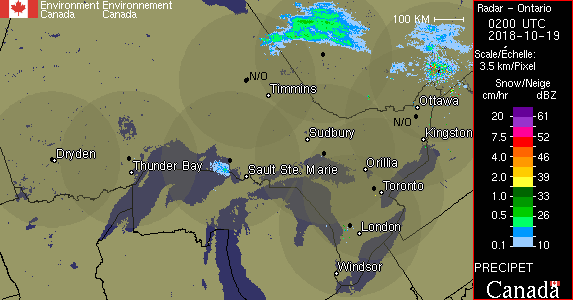 Environment Environnement
Canada Canada
100 KM
N/O
Timmins
Ottawa
N/O
Sudbury
Kingston
Dryden
Thunder Bay
Sault Ste. Marie
Orillia
Toronto
London
Windsor
Radar - Ontario
0200 UTC
2018-10-19
Scale/Échelle:
3.5 km/Pixel
Snow/Neige
cm/hr dBZ
20 61
7.5 52
4.0 46
2.0 39
1.0 33
0.5 26
0.1 10
PRECIPET
Canada